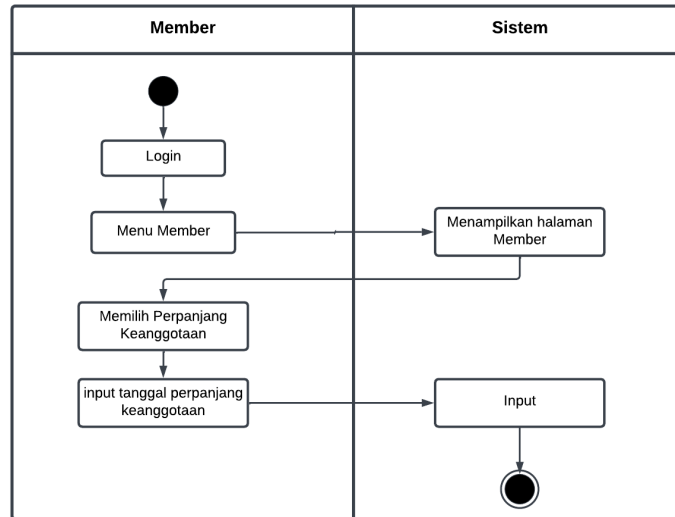 Member
Sistem
Login
Menu Member
Menampilkan halaman
Member
Memilih Perpanjang
Keanggotaan
input tanggal perpanjang
keanggotaan
Input